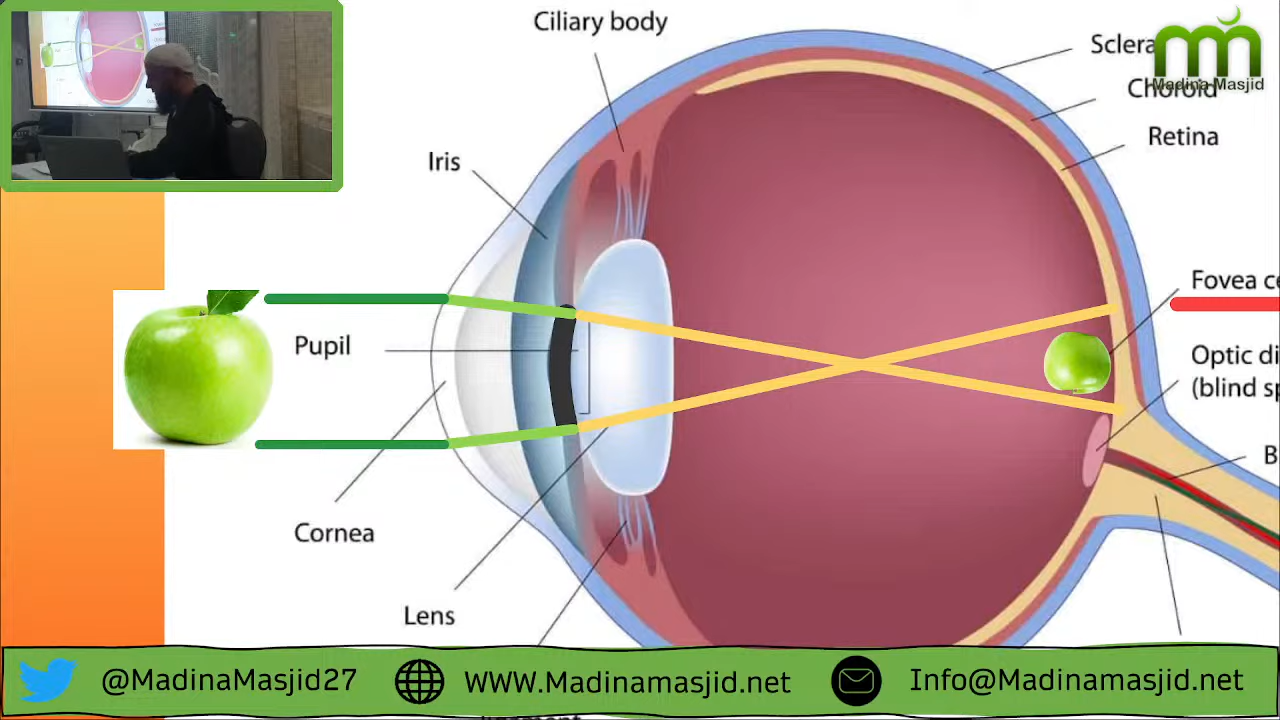 Ciliary body
Sclera
Madina Masjid
Choroid
Retina
Iris
Fovea ce
Pupil
Optic di
(blind sp
B
Cornea
Lens
@MadinaMasjid27
WWW.Madinamasjid.net
Info@MadinaMasjid.net